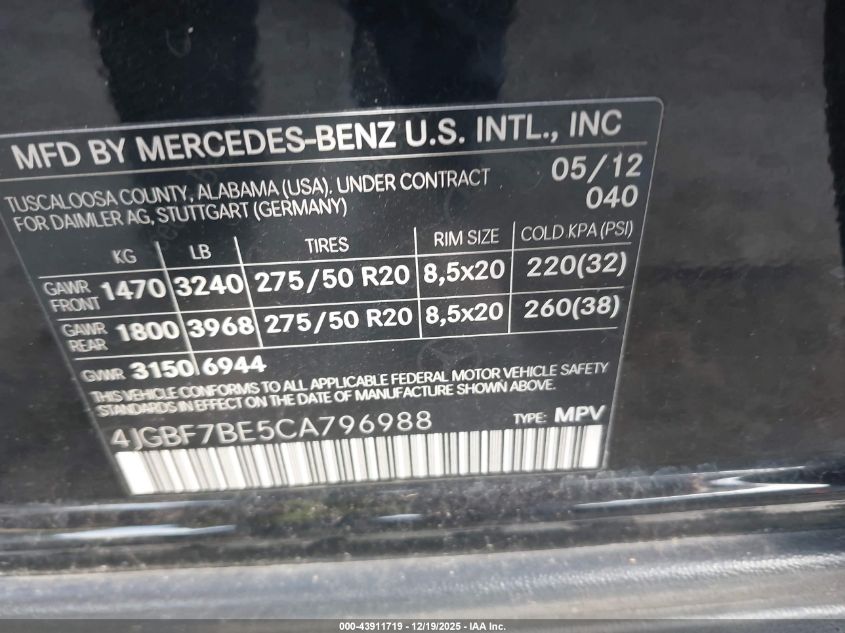 MFD BY MERCEDES-BENZ U.S. INTL., INC
TUSCALOOSA COUNTY, ALABAMA (USA). UNDER CONTRACT 05/12
FOR DAIMLER AG, STUTTGART (GERMANY) 040
KG LB TIRES RIM SIZE COLD KPA (PSI)
GAWR FRONT 1470 3240 275/50 R20 8,5x20 220(32)
GAWR REAR 1800 3968 275/50 R20 8,5x20 260(38)
GVWR 3150 6944
THIS VEHICLE CONFORMS TO ALL APPLICABLE FEDERAL MOTOR VEHICLE SAFETY
STANDARDS IN EFFECT ON THE DATE OF MANUFACTURE SHOWN ABOVE.
4JGBF7BE5CA796988 TYPE: MPV
000-43911719 - 12/19/2025 - IAA Inc.